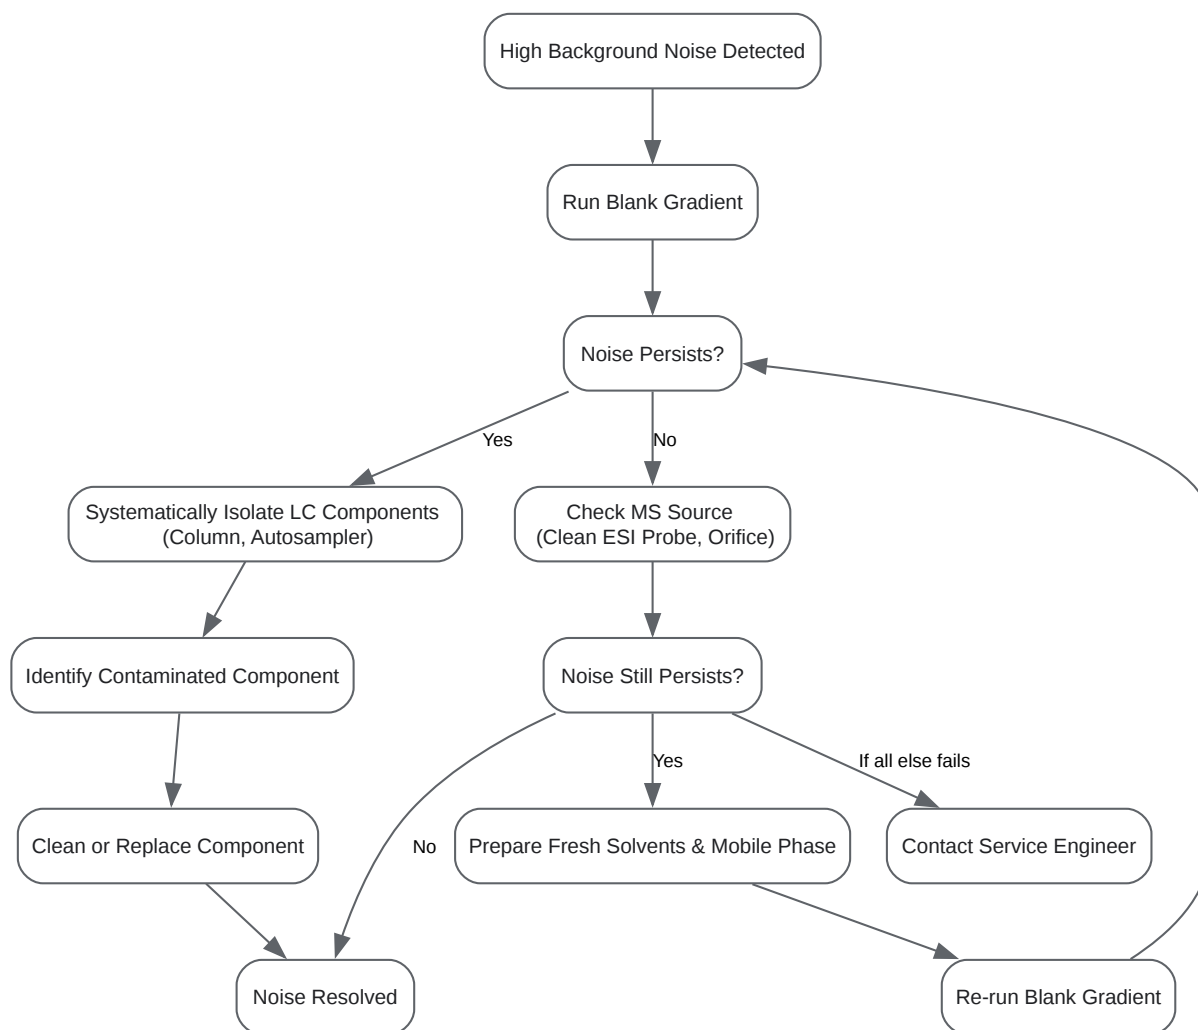 High Background Noise Detected
Run Blank Gradient
Noise Persists?
Yes
No
Systematically Isolate LC Components
(Column, Autosampler)
Check MS Source
(Clean ESI Probe, Orifice)
Identify Contaminated Component
Noise Still Persists?
Yes
If all else fails
No
Clean or Replace Component
Prepare Fresh Solvents & Mobile Phase
Contact Service Engineer
Noise Resolved
Re-run Blank Gradient